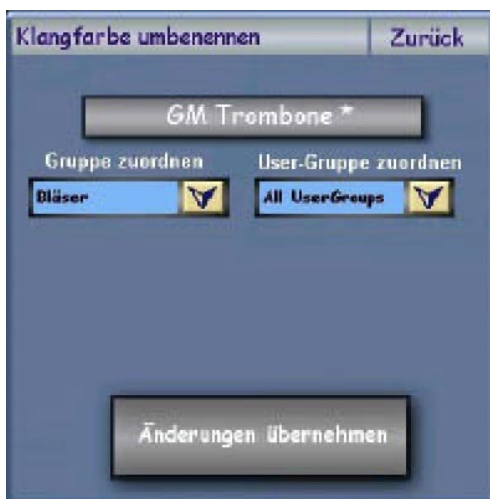 Klangfarbe umbenennen Zurück
GM Trombone *
Gruppe zuordnen User-Gruppe zuordnen
Bläser All UserGroups
Änderungen übernehmen